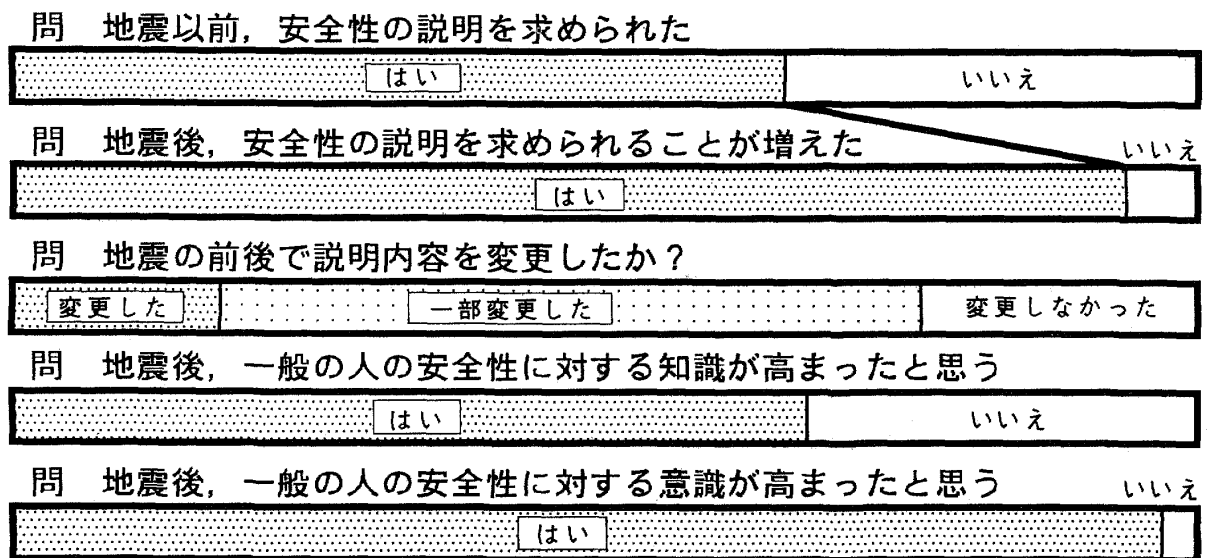 問　地震以前，安全性の説明を求められた
はい　いいえ
問　地震後，安全性の説明を求められることが増えた　いいえ
はい
問　地震の前後で説明内容を変更したか？
変更した　一部変更した　変更しなかった
問　地震後，一般の人の安全性に対する知識が高まったと思う
はい　いいえ
問　地震後，一般の人の安全性に対する意識が高まったと思う　いいえ
はい